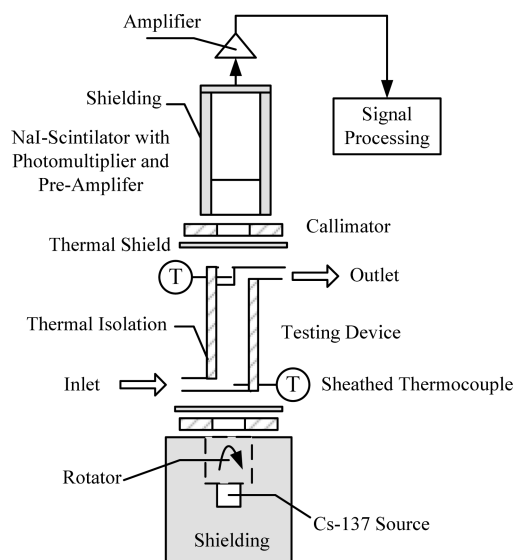 Amplifier
Shielding
Signal
Processing
NaI-Scintilator with
Photomultiplier and
Pre-Amplifer
Callimator
Thermal Shield
T
Outlet
Thermal Isolation
Testing Device
Inlet
T
Sheathed Thermocouple
Rotator
Cs-137 Source
Shielding